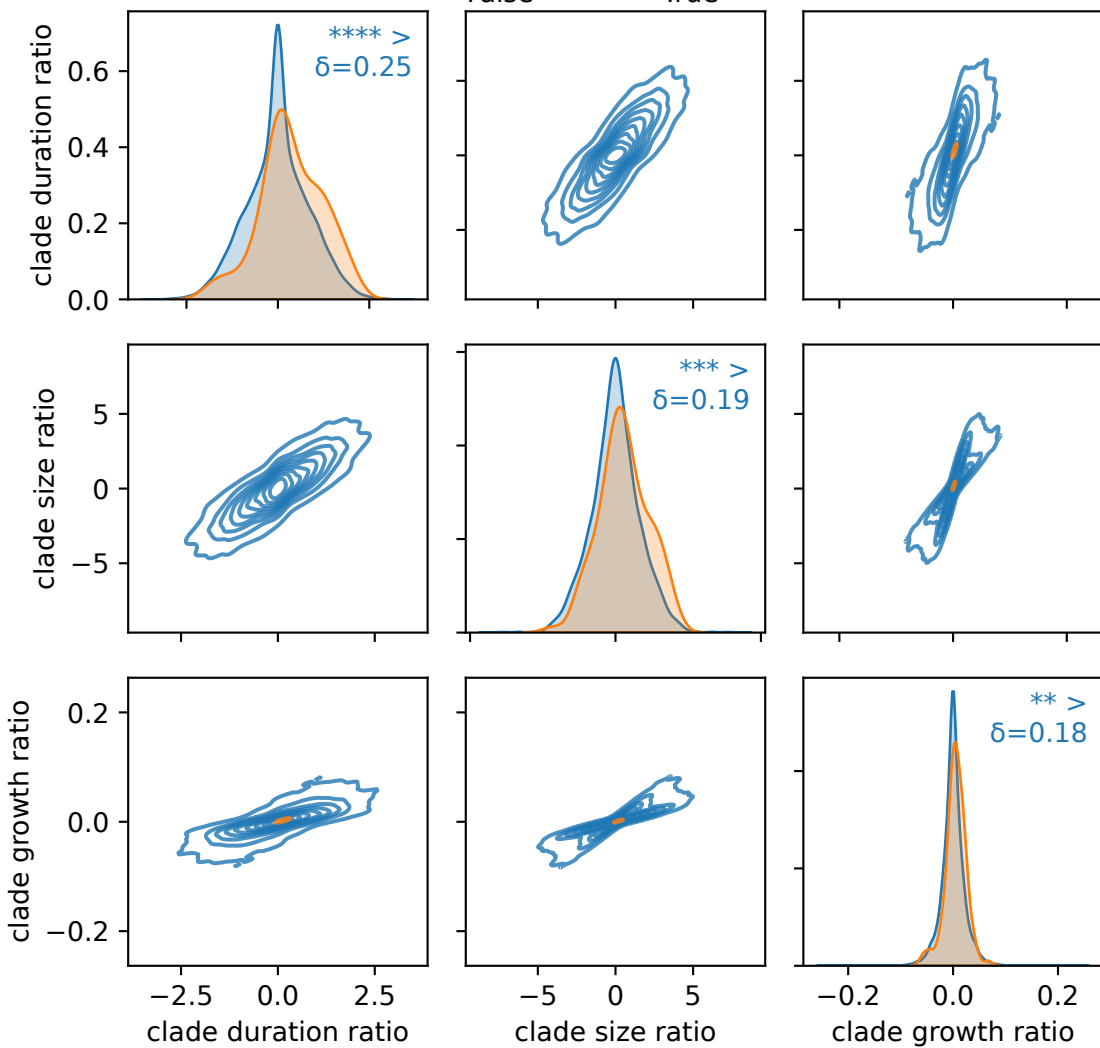 True
clade duration ratio
0.6
0.4
0.2
0.0
**** >
δ=0.25
clade size ratio
5
0
−5
*** >
δ=0.19
clade growth ratio
0.2
0.0
−0.2
** >
δ=0.18
−2.5 0.0 2.5
−5 0 5
−0.2 0.0 0.2
clade duration ratio
clade size ratio
clade growth ratio